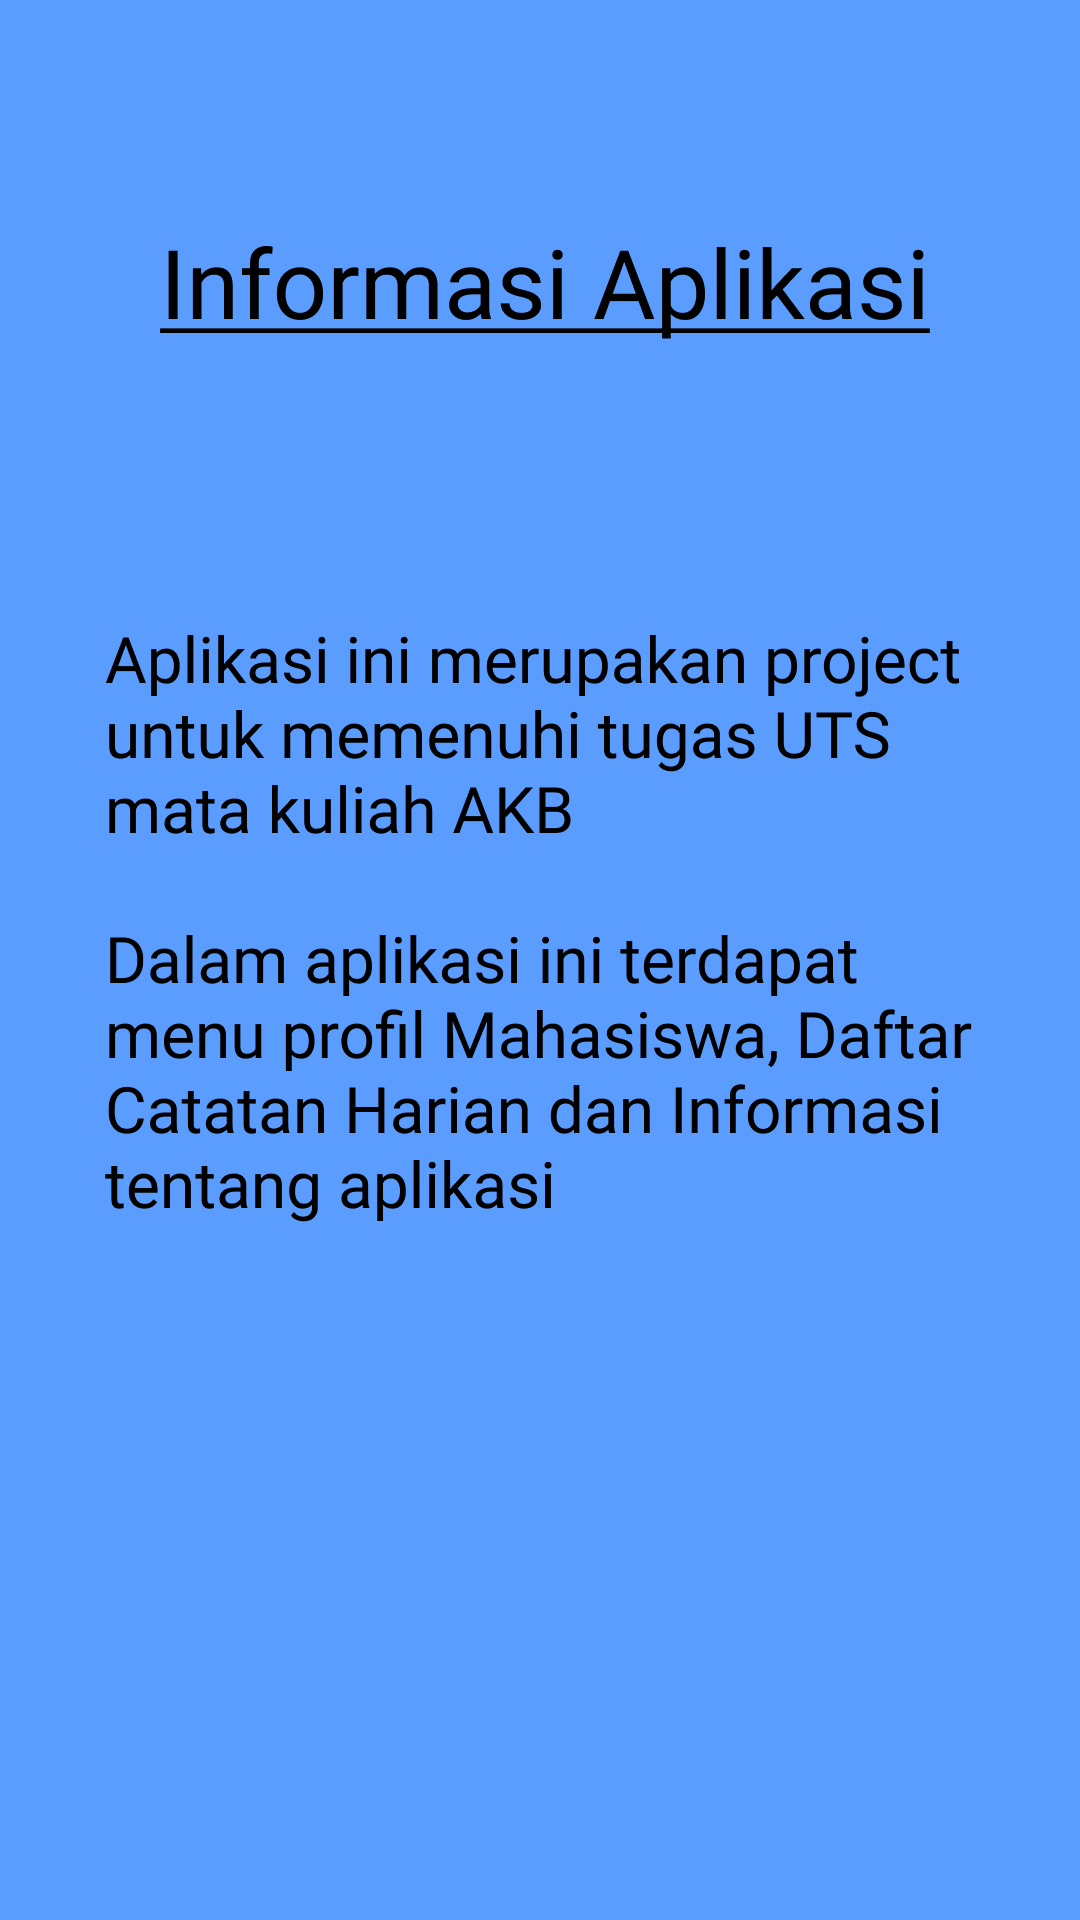 Informasi Aplikasi
Aplikasi ini merupakan project
untuk memenuhi tugas UTS
mata kuliah AKB
Dalam aplikasi ini terdapat
menu profil Mahasiswa, Daftar
Catatan Harian dan Informasi
tentang aplikasi